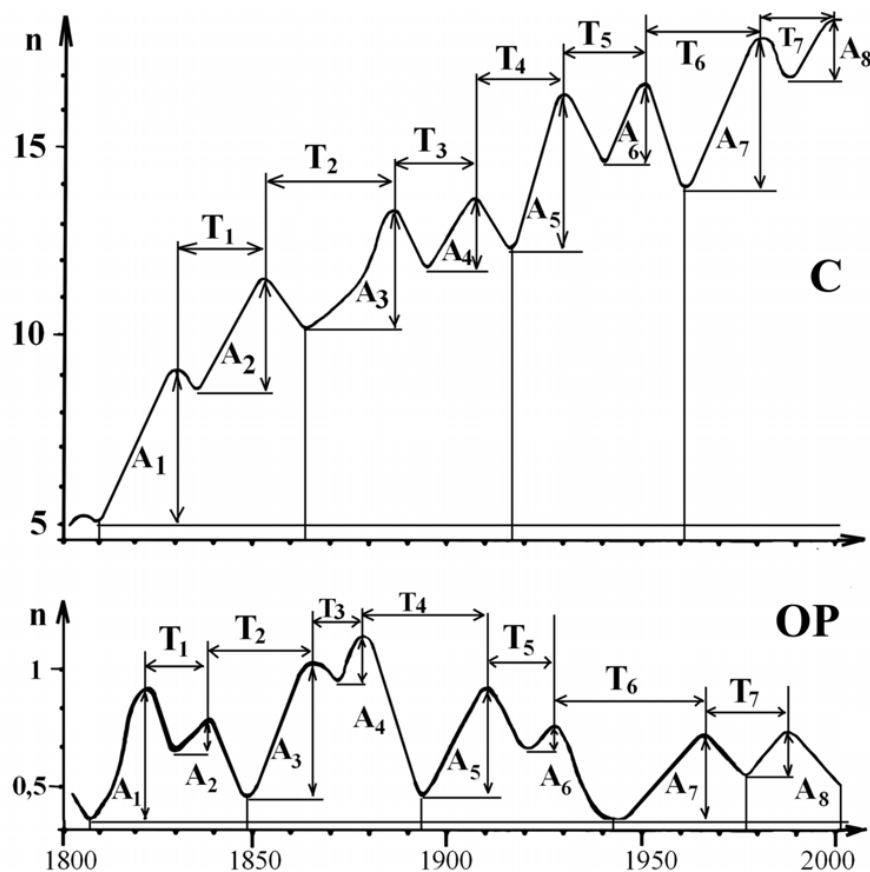 n
T₁
T₂
T₃
T₄
T₅
T₆
T₇
15
10
5
A₁
A₂
A₃
A₄
A₅
A₆
A₇
A₈
C
n
OP
T₁
T₂
T₃
T₄
T₅
T₆
T₇
1
0,5
A₁
A₂
A₃
A₄
A₅
A₆
A₇
A₈
1800
1850
1900
1950
2000